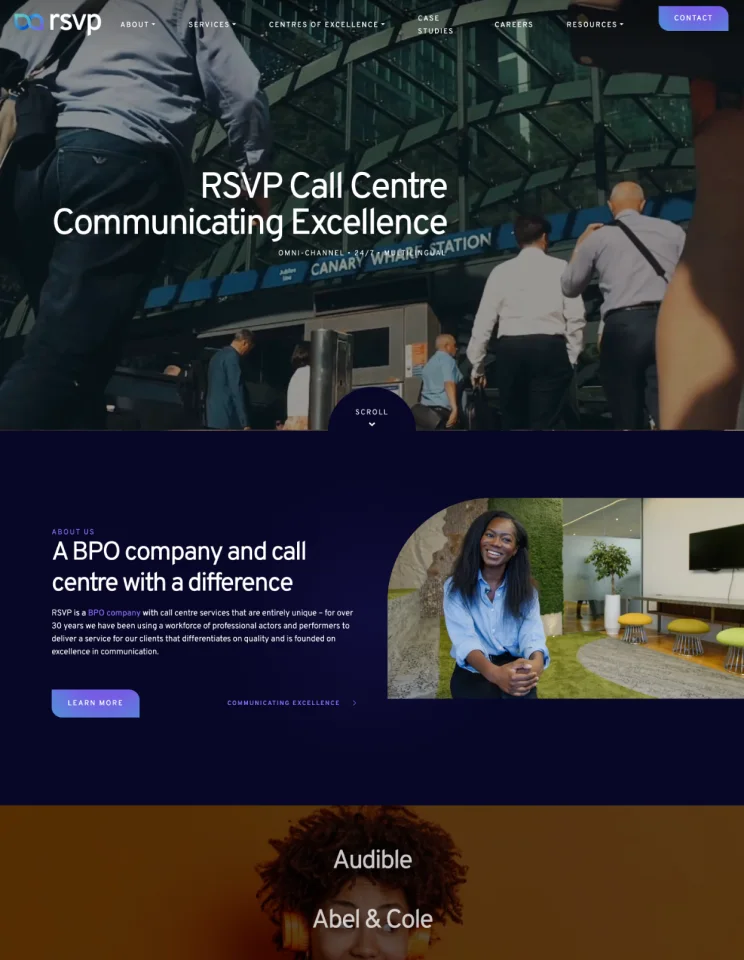 rsvp
ABOUT
SERVICES
CENTRES OF EXCELLENCE
CASE
STUDIES
CAREERS
RESOURCES
CONTACT
RSVP Call Centre
Communicating Excellence
OMNI-CHANNEL • 24/7 • MULTILINGUAL
Jubilee line
CANARY WHARF STATION
SCROLL
ABOUT US
A BPO company and call
centre with a difference
RSVP is a BPO company with call centre services that are entirely unique – for over
30 years we have been using a workforce of professional actors and performers to
deliver a service for our clients that differentiates on quality and is founded on
excellence in communication.
LEARN MORE
COMMUNICATING EXCELLENCE
Audible
Abel & Cole